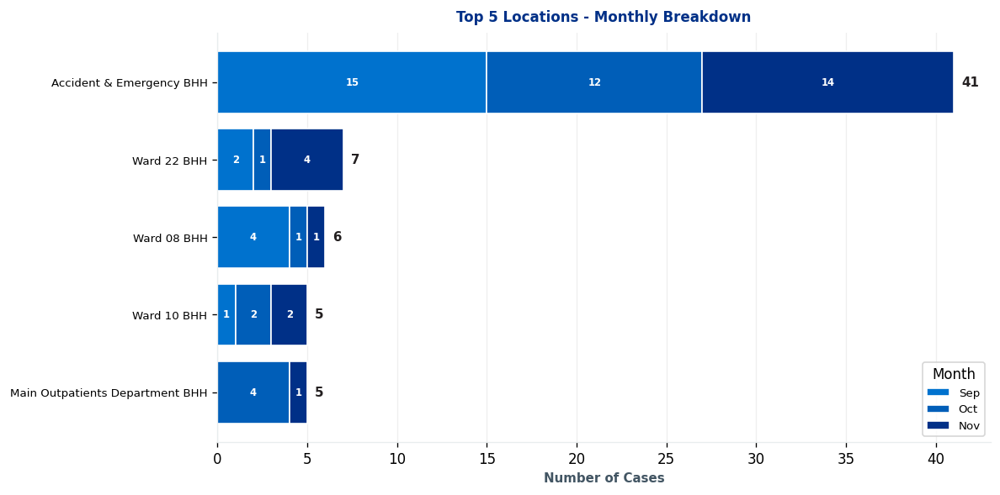 Top 5 Locations - Monthly Breakdown
Accident & Emergency BHH 15 12 14 41
Ward 22 BHH 2 1 4 7
Ward 08 BHH 4 1 1 6
Ward 10 BHH 1 2 2 5
Main Outpatients Department BHH 4 1 5
Month
Sep
Oct
Nov
0 5 10 15 20 25 30 35 40
Number of Cases